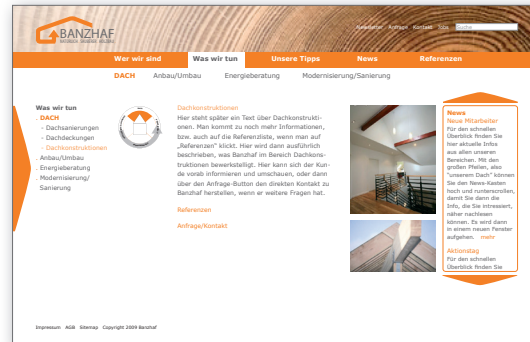 BANZHAF
Newsletter Anfrage Kontakt Jobs Suche
Wer wir sind Was wir tun Unsere Tipps News Referenzen
DACH Anbau/Umbau Energieberatung Modernisierung/Sanierung
Was wir tun
. DACH
- Dachsanierungen
- Dachdeckungen
- Dachkonstruktionen
. Anbau/Umbau
. Energieberatung
. Modernisierung/
Sanierung
Dachkonstruktionen
Hier steht später ein Text über Dachkonstrukti-
onen. Man kommt zu noch mehr Informationen,
bzw. auch auf die Referenzliste, wenn man auf
„Referenzen" klickt. Hier wird dann ausführlich
beschrieben, was Banzhaf im Bereich Dachkons-
truktionen bewerkstelligt. Hier kann sich der Kun-
de vorab informieren und umschauen, oder dann
über den Anfrage-Button den direkten Kontakt zu
Banzhaf herstellen, wenn er weitere Fragen hat.
Referenzen
Anfrage/Kontakt
News
Neue Mitarbeiter
Für den schnellen
Überblick finden Sie
hier aktuelle Infos
aus allen unseren
Bereichen. Mit den
großen Pfeilen, also
"unserem Dach" können
Sie den News-Kasten
hoch und runterscrollen,
damit Sie dann die
Info, die Sie intressiert,
näher nachlesen
können. Es wird dann
in einem neuen Fenster
aufgehen. mehr
Aktionstag
Für den schnellen
Überblick finden Sie
Impressum AGB Sitemap Copyright 2009 Banzhaf